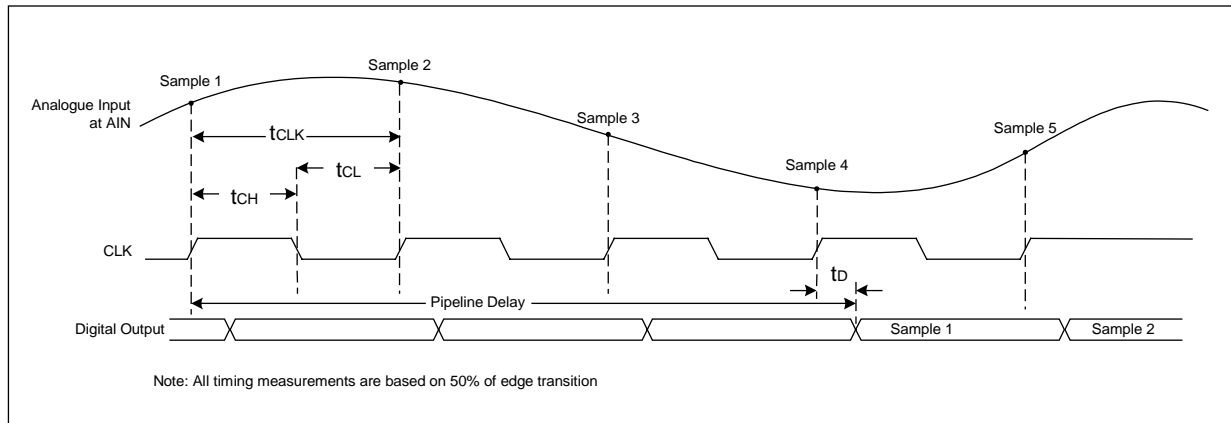 Sample 1
Sample 2
Analogue Input
at AIN
tCLK
Sample 3
Sample 5
tCL
Sample 4
tCH
CLK
tD
Pipeline Delay
Digital Output
Sample 1
Sample 2
Note: All timing measurements are based on 50% of edge transition